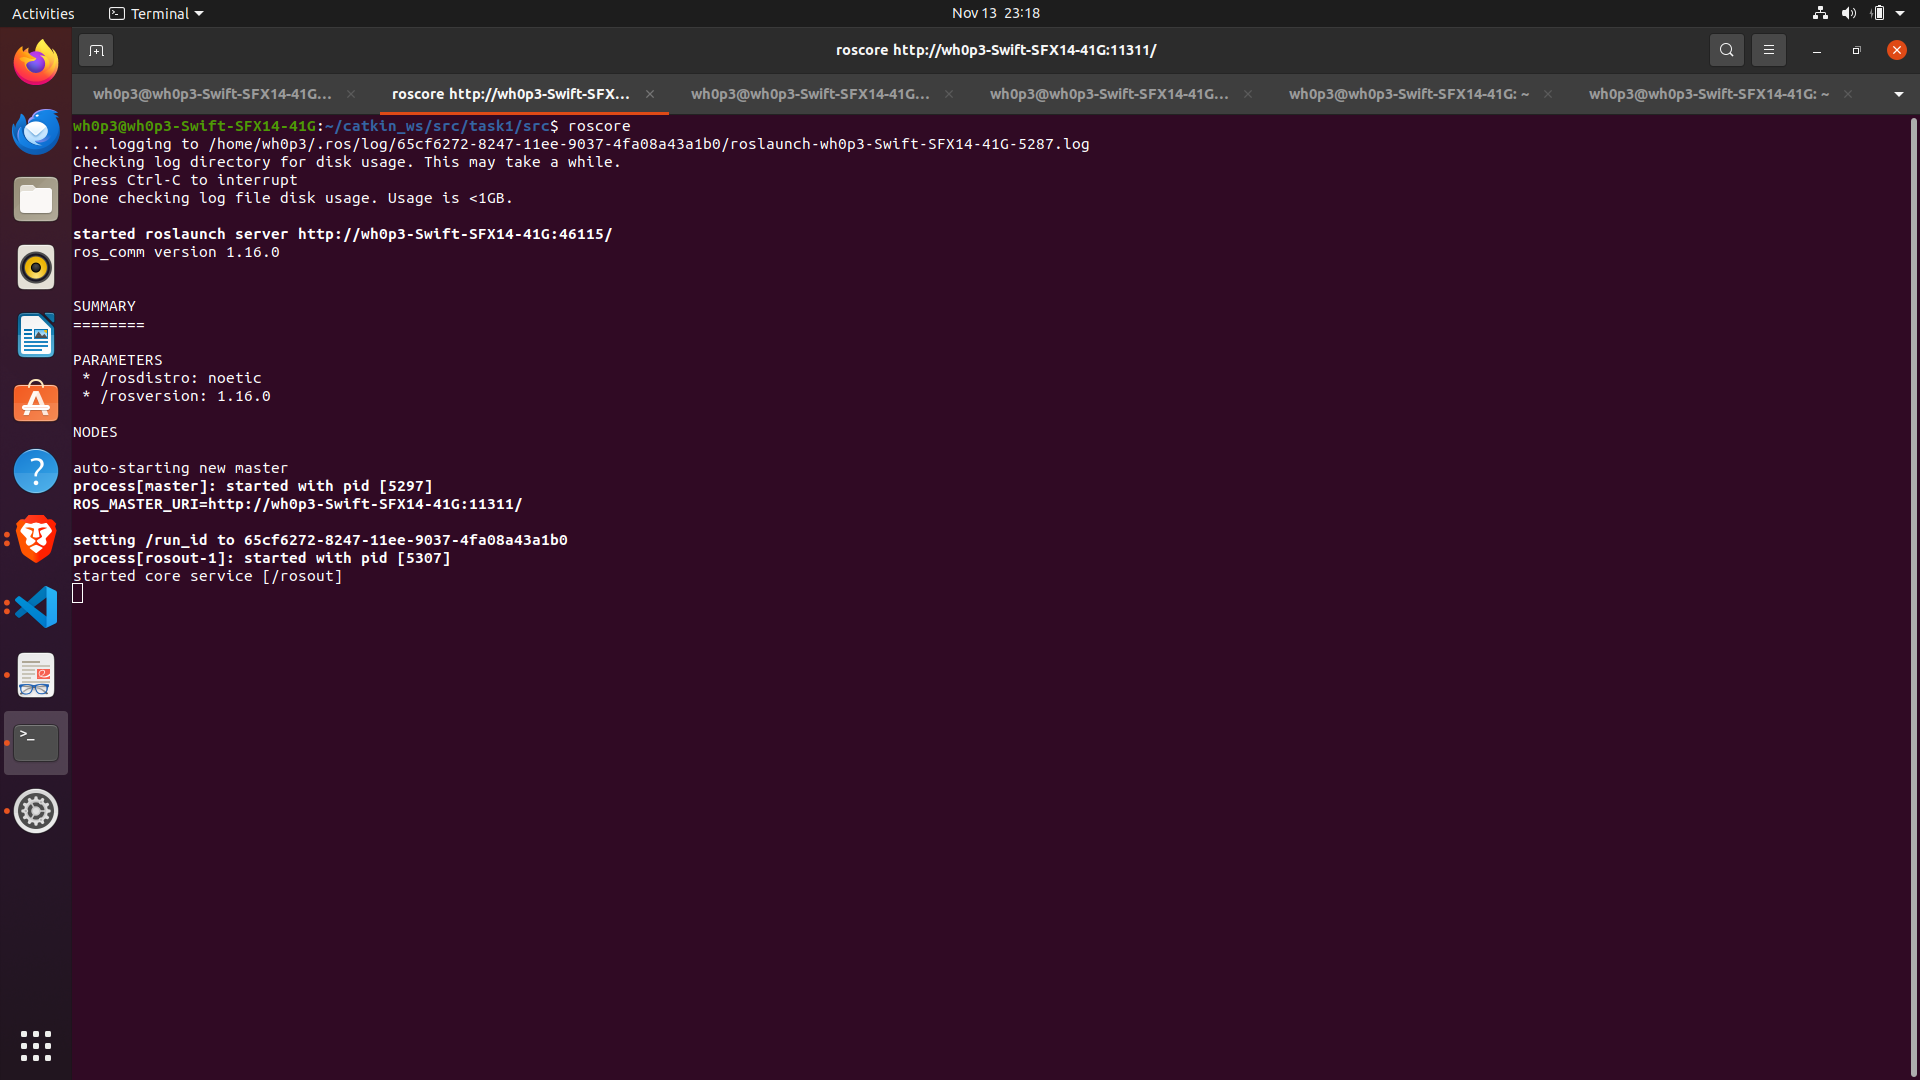 Activities
Terminal
Nov 13 23:18
roscore http://wh0p3-Swift-SFX14-41G:11311/
wh0p3@wh0p3-Swift-SFX14-41G...
roscore http://wh0p3-Swift-SFX...
wh0p3@wh0p3-Swift-SFX14-41G...
wh0p3@wh0p3-Swift-SFX14-41G...
wh0p3@wh0p3-Swift-SFX14-41G: ~
wh0p3@wh0p3-Swift-SFX14-41G: ~
wh0p3@wh0p3-Swift-SFX14-41G:~/catkin_ws/src/task1/src$ roscore
... logging to /home/wh0p3/.ros/log/65cf6272-8247-11ee-9037-4fa08a43a1b0/roslaunch-wh0p3-Swift-SFX14-41G-5287.log
Checking log directory for disk usage. This may take a while.
Press Ctrl-C to interrupt
Done checking log file disk usage. Usage is <1GB.
started roslaunch server http://wh0p3-Swift-SFX14-41G:46115/
ros_comm version 1.16.0
SUMMARY
========
PARAMETERS
* /rosdistro: noetic
* /rosversion: 1.16.0
NODES
auto-starting new master
process[master]: started with pid [5297]
ROS_MASTER_URI=http://wh0p3-Swift-SFX14-41G:11311/
setting /run_id to 65cf6272-8247-11ee-9037-4fa08a43a1b0
process[rosout-1]: started with pid [5307]
started core service [/rosout]